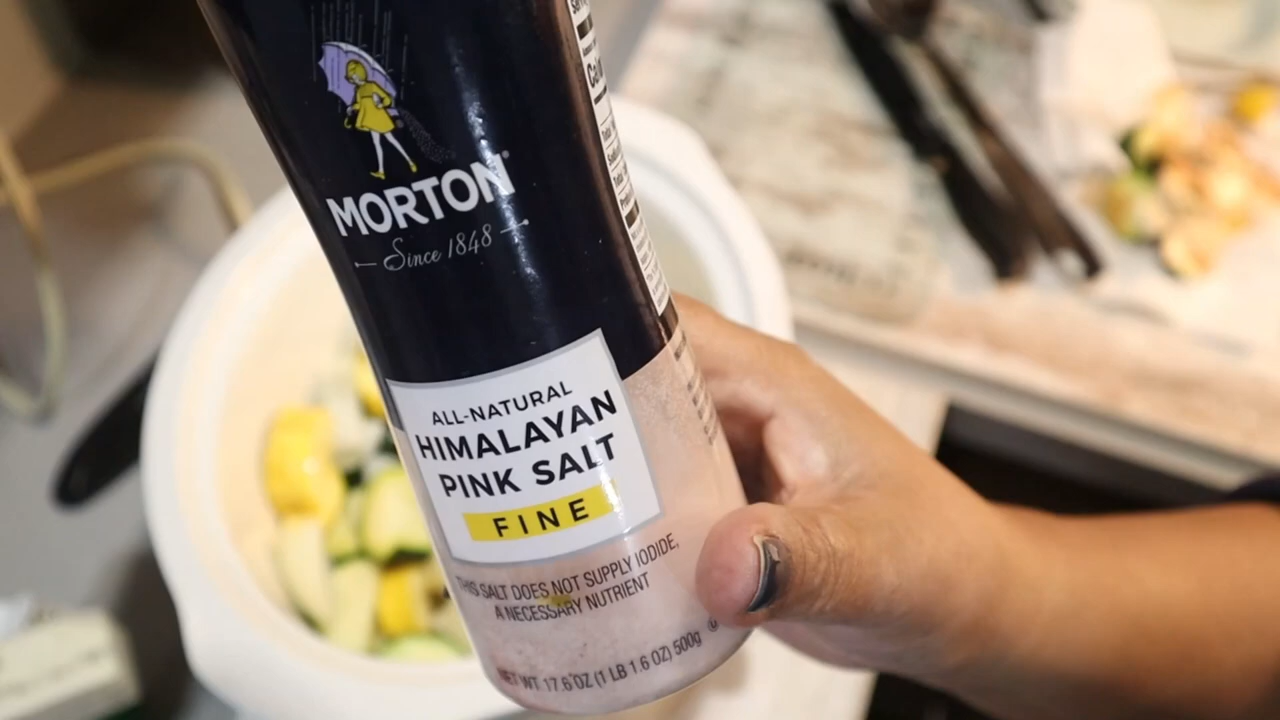 MORTON
Since 1848
ALL-NATURAL
HIMALAYAN
PINK SALT
FINE
THIS SALT DOES NOT SUPPLY IODIDE,
A NECESSARY NUTRIENT
NET WT 17.6 OZ (1 LB 1.6 OZ) 500g